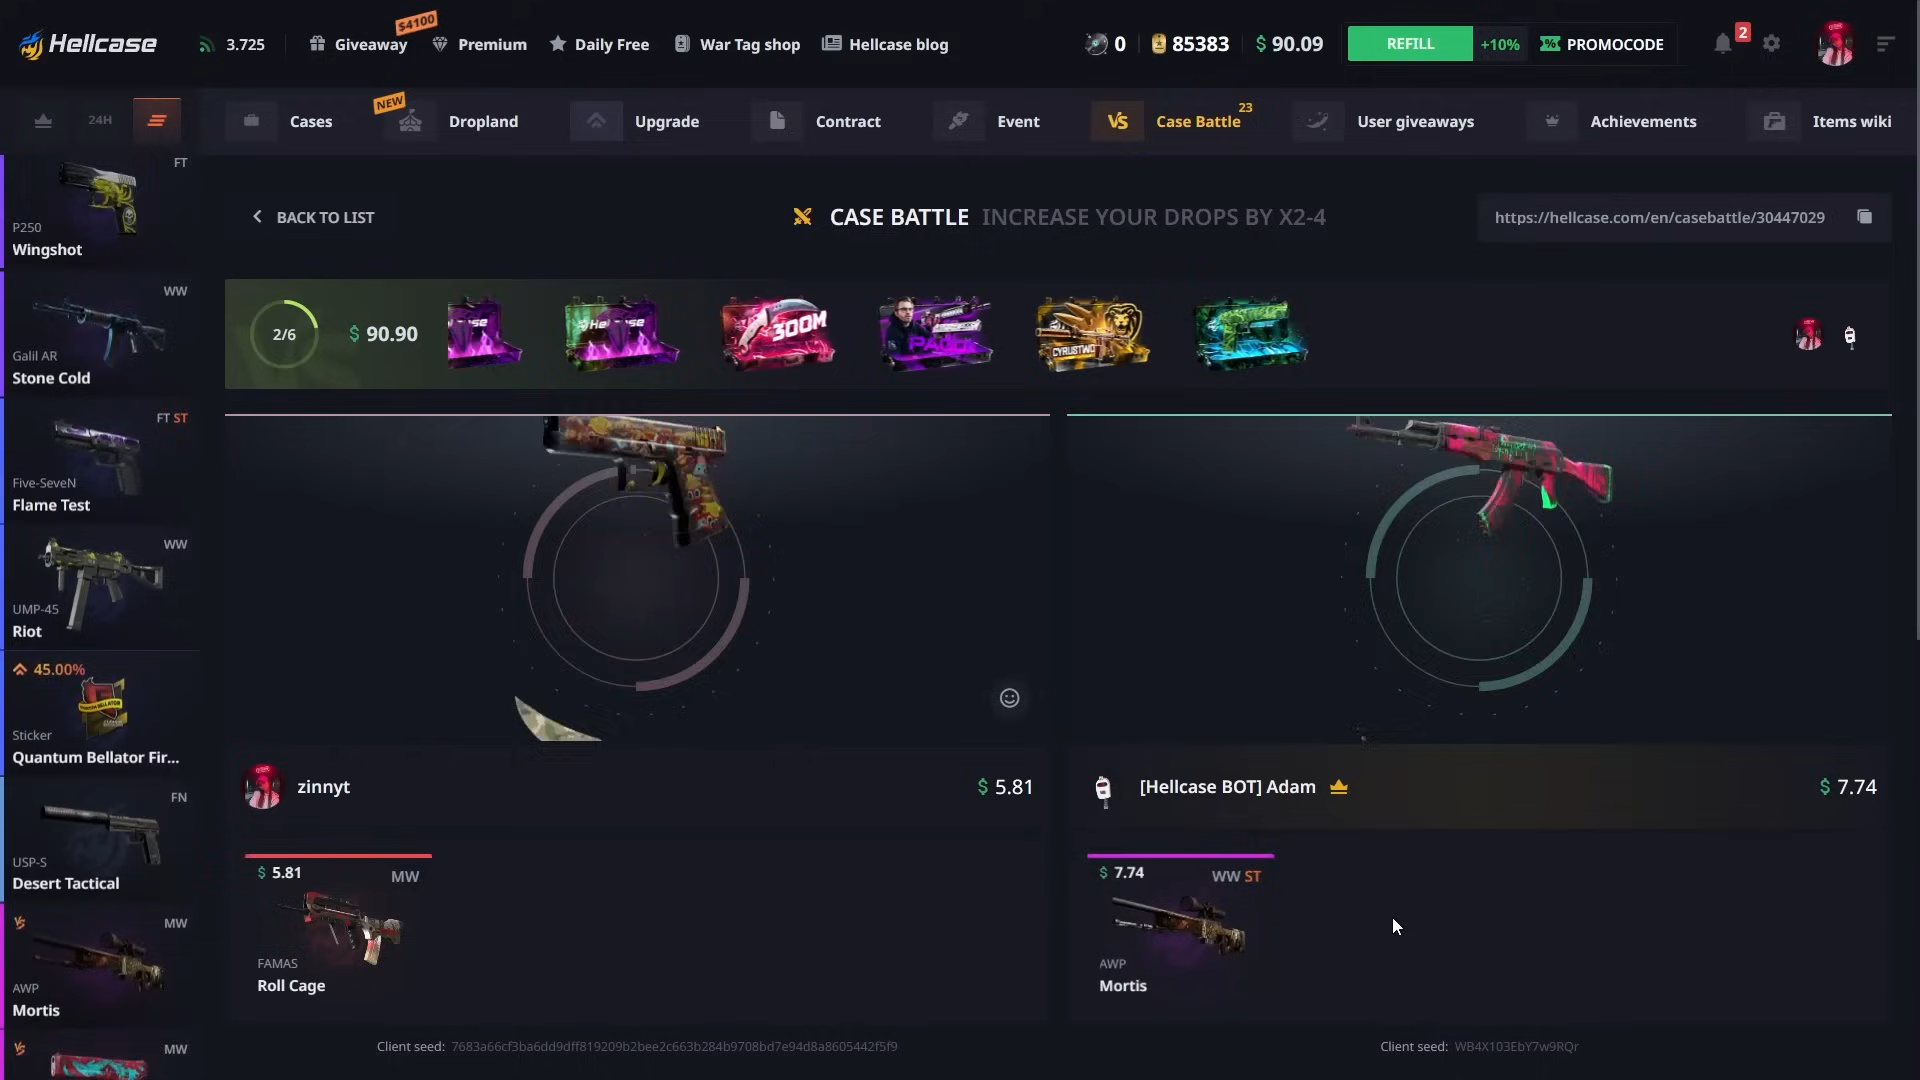 Hellcase
3.725
Giveaway
$4100
Premium
Daily Free
War Tag shop
Hellcase blog
0
85383
$ 90.09
REFILL
+10%
% PROMOCODE
2
24H
Cases
NEW
Dropland
Upgrade
Contract
Event
VS Case Battle 23
User giveaways
Achievements
Items wiki
BACK TO LIST
CASE BATTLE INCREASE YOUR DROPS BY X2-4
https://hellcase.com/en/casebattle/30447029
2/6
$ 90.90
300M
CYRUSTWO
FT
P250
Wingshot
WW
Galil AR
Stone Cold
FT ST
Five-SeveN
Flame Test
WW
UMP-45
Riot
45.00%
Sticker
Quantum Bellator Fir...
FN
USP-S
Desert Tactical
VS MW
AWP
Mortis
VS MW
zinnyt
$ 5.81
[Hellcase BOT] Adam
$ 7.74
$ 5.81
MW
FAMAS
Roll Cage
$ 7.74
WW ST
AWP
Mortis
Client seed: 7683a66cf3ba6dd9dff819209b2bee2c663b284b9708bd7e94d8a8605442f5f9
Client seed: WB4X103EbY7w9RQr